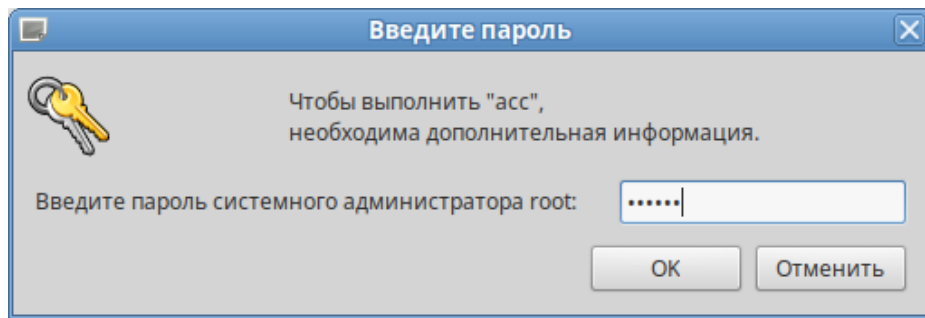 Введите пароль
Чтобы выполнить "acc",
необходима дополнительная информация.
Введите пароль системного администратора root: ••••••
OK
Отменить